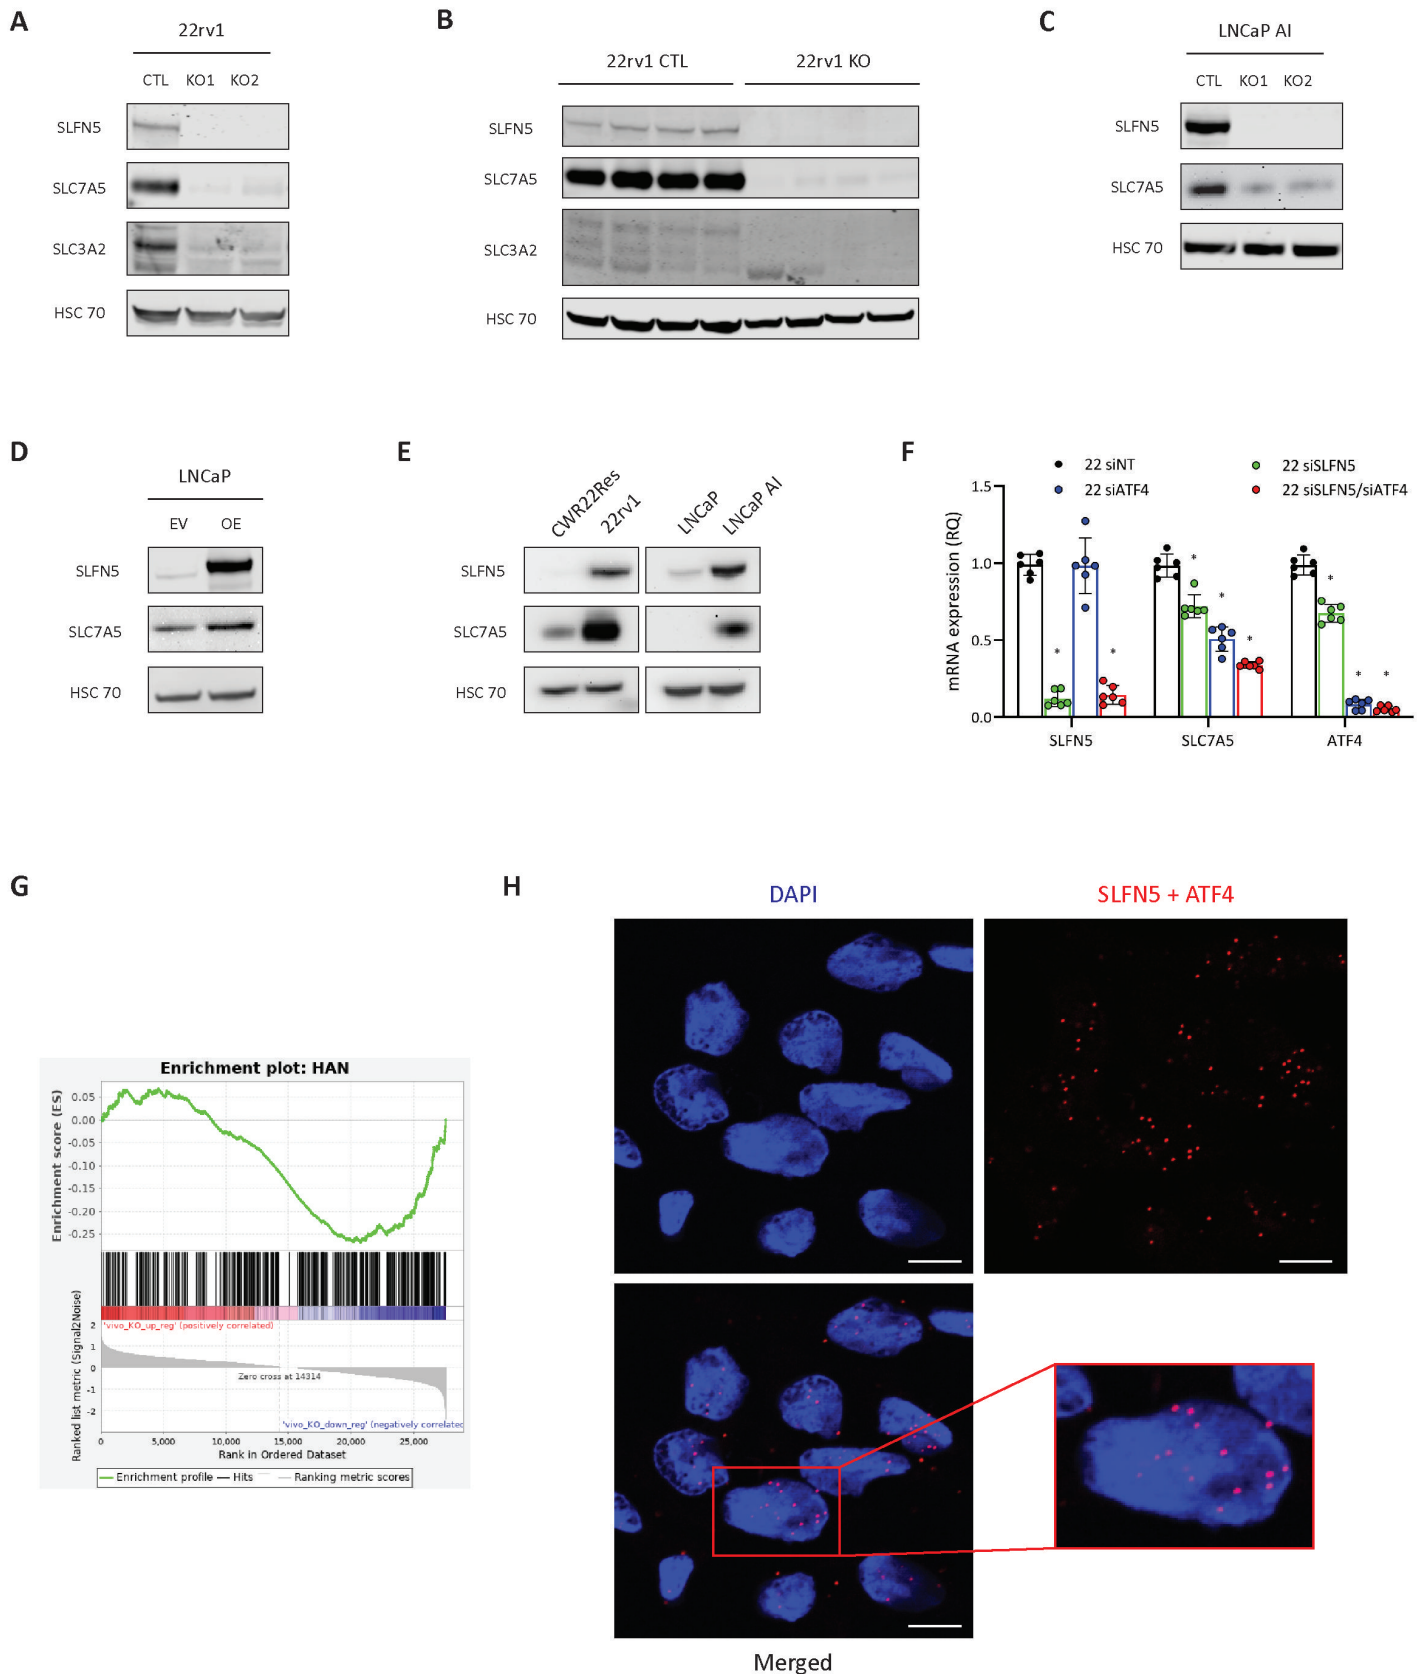 A
22rv1
CTL KO1 KO2
SLFN5
SLC7A5
SLC3A2
HSC 70
B
22rv1 CTL 22rv1 KO
SLFN5
SLC7A5
SLC3A2
HSC 70
C
LNCaP AI
CTL KO1 KO2
SLFN5
SLC7A5
HSC 70
D
LNCaP
EV OE
SLFN5
SLC7A5
HSC 70
E
CWR22Res 22rv1 LNCaP LNCaP AI
SLFN5
SLC7A5
HSC 70
F
22 siNT 22 siSLFN5
22 siATF4 22 siSLFN5/siATF4
mRNA expression (RQ)
1.5
1.0
0.5
0.0
* * * * * * * *
SLFN5 SLC7A5 ATF4
G
Enrichment plot: HAN
Enrichment score (ES)
0.05
0.00
-0.05
-0.10
-0.15
-0.20
-0.25
Ranked list metric (Signal2Noise)
'vivo_KO_up_reg' (positively correlated)
2
1
0
-1
-2
Zero cross at 14314
'vivo_KO_down_reg' (negatively correlated
0 5,000 10,000 15,000 20,000 25,000
Rank in Ordered Dataset
Enrichment profile Hits Ranking metric scores
H
DAPI SLFN5 + ATF4
Merged